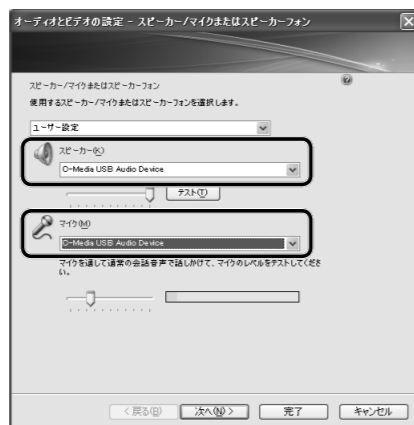 オーディオとビデオの設定 - スピーカー/マイクまたはスピーカーフォン
スピーカー/マイクまたはスピーカーフォン
使用するスピーカー/マイクまたはスピーカーフォンを選択します。
ユーザー設定
スピーカー(K)
C-Media USB Audio Device
テスト(T)
マイク(M)
C-Media USB Audio Device
マイクを通して通常の会話音声で話しかけて、マイクのレベルをテストしてくださ
い。
< 戻る(B)
次へ(N) >
完了
キャンセル